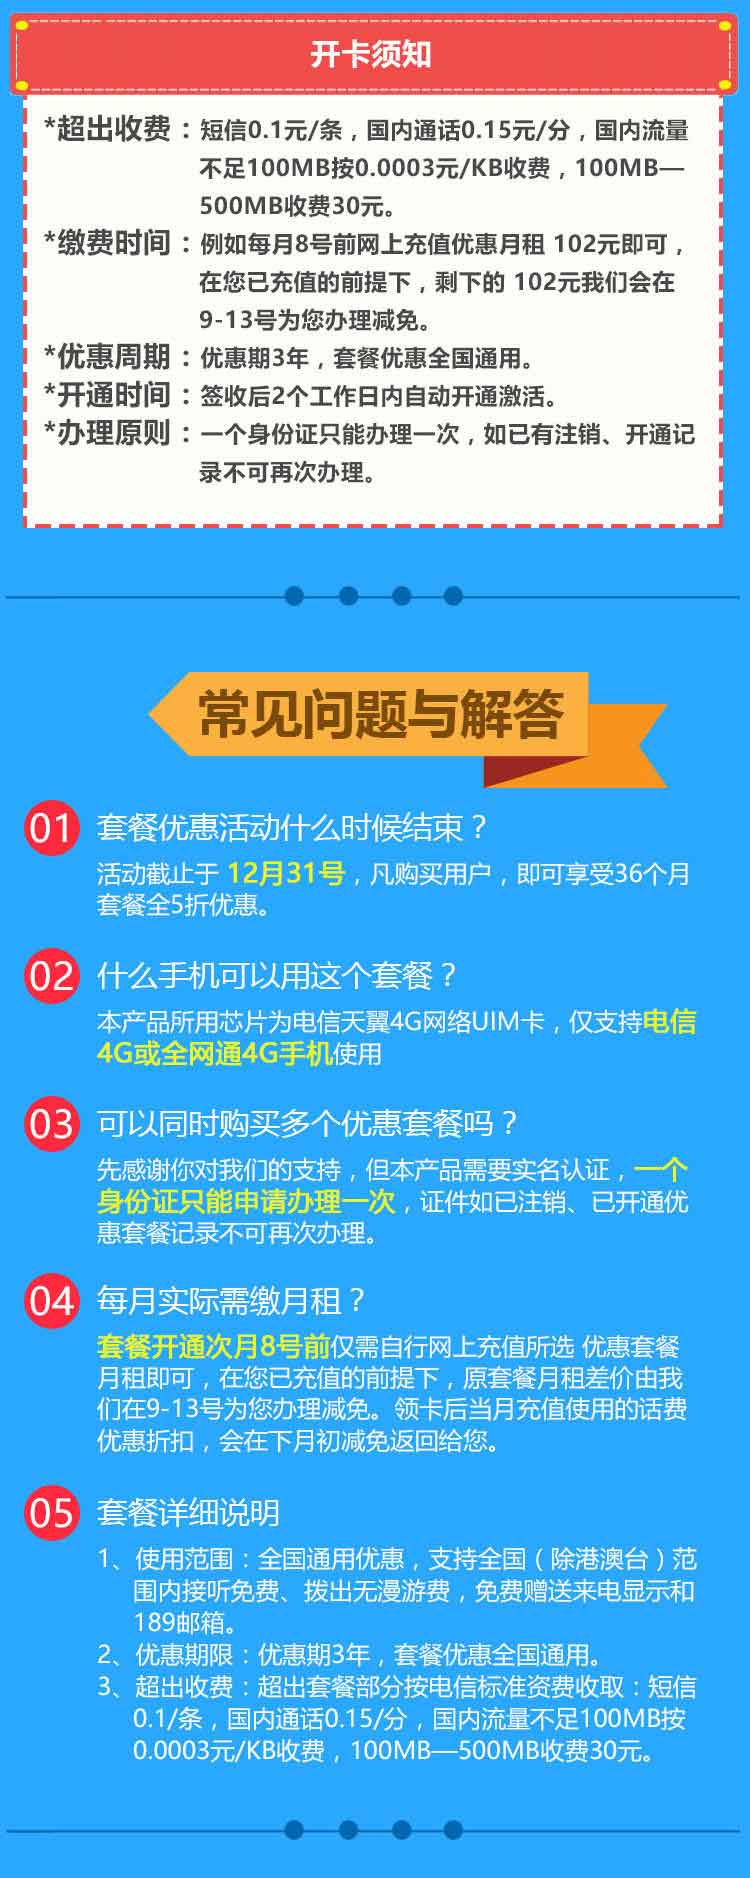 开卡须知
*超出收费：短信0.1元/条，国内通话0.15元/分，国内流量
不足100MB按0.0003元/KB收费，100MB—
500MB收费30元。
*缴费时间：例如每月8号前网上充值优惠月租 102元即可，
在您已充值的前提下，剩下的 102元我们会在
9-13号为您办理减免。
*优惠周期：优惠期3年，套餐优惠全国通用。
*开通时间：签收后2个工作日内自动开通激活。
*办理原则：一个身份证只能办理一次，如已有注销、开通记
录不可再次办理。
常见问题与解答
01 套餐优惠活动什么时候结束？
活动截止于 12月31号，凡购买用户，即可享受36个月
套餐全5折优惠。
02 什么手机可以用这个套餐？
本产品所用芯片为电信天翼4G网络UIM卡，仅支持电信
4G或全网通4G手机使用
03 可以同时购买多个优惠套餐吗？
先感谢你对我们的支持，但本产品需要实名认证，一个
身份证只能申请办理一次，证件如已注销、已开通优
惠套餐记录不可再次办理。
04 每月实际需缴月租？
套餐开通次月8号前仅需自行网上充值所选 优惠套餐
月租即可，在您已充值的前提下，原套餐月租差价由我
们在9-13号为您办理减免。领卡后当月充值使用的话费
优惠折扣，会在下月初减免返回给您。
05 套餐详细说明
1、使用范围：全国通用优惠，支持全国（除港澳台）范
围内接听免费、拨出无漫游费，免费赠送来电显示和
189邮箱。
2、优惠期限：优惠期3年，套餐优惠全国通用。
3、超出收费：超出套餐部分按电信标准资费收取：短信
0.1/条，国内通话0.15/分，国内流量不足100MB按
0.0003元/KB收费，100MB—500MB收费30元。